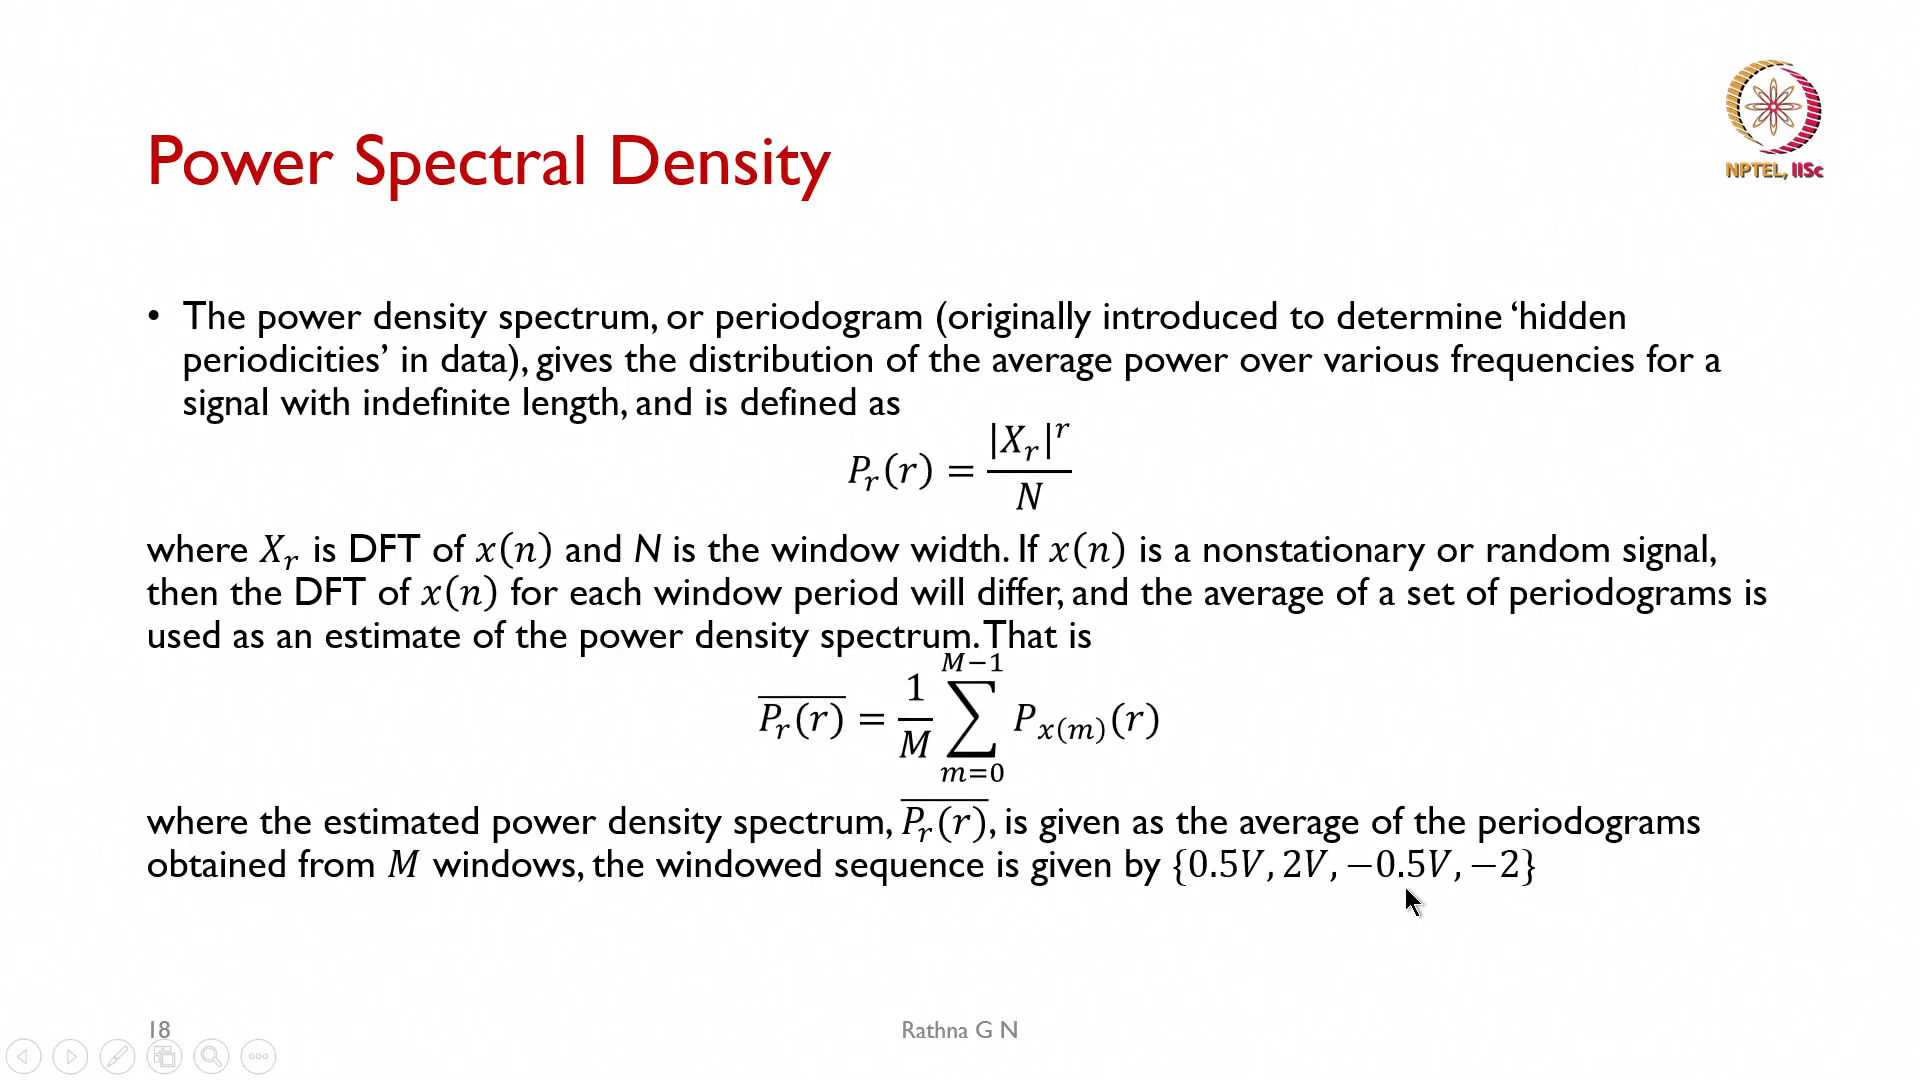 NPTEL, IISc
Power Spectral Density
• The power density spectrum, or periodogram (originally introduced to determine ‘hidden
periodicities’ in data), gives the distribution of the average power over various frequencies for a
signal with indefinite length, and is defined as
P_r(r) = |X_r|^r / N
where X_r is DFT of x(n) and N is the window width. If x(n) is a nonstationary or random signal,
then the DFT of x(n) for each window period will differ, and the average of a set of periodograms is
used as an estimate of the power density spectrum. That is
\overline{P_r(r)} = \frac{1}{M} \sum_{m=0}^{M-1} P_{x(m)}(r)
where the estimated power density spectrum, \overline{P_r(r)}, is given as the average of the periodograms
obtained from M windows, the windowed sequence is given by {0.5V, 2V, −0.5V, −2}
18
Rathna G N